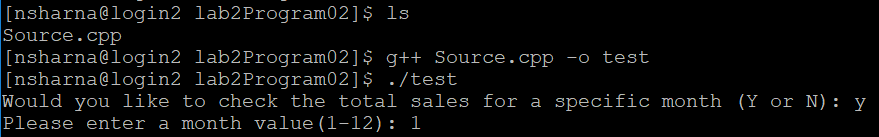 [nsharna@login2 lab2Program02]$ ls
Source.cpp
[nsharna@login2 lab2Program02]$ g++ Source.cpp -o test
[nsharna@login2 lab2Program02]$ ./test
Would you like to check the total sales for a specific month (Y or N): y
Please enter a month value(1-12): 1